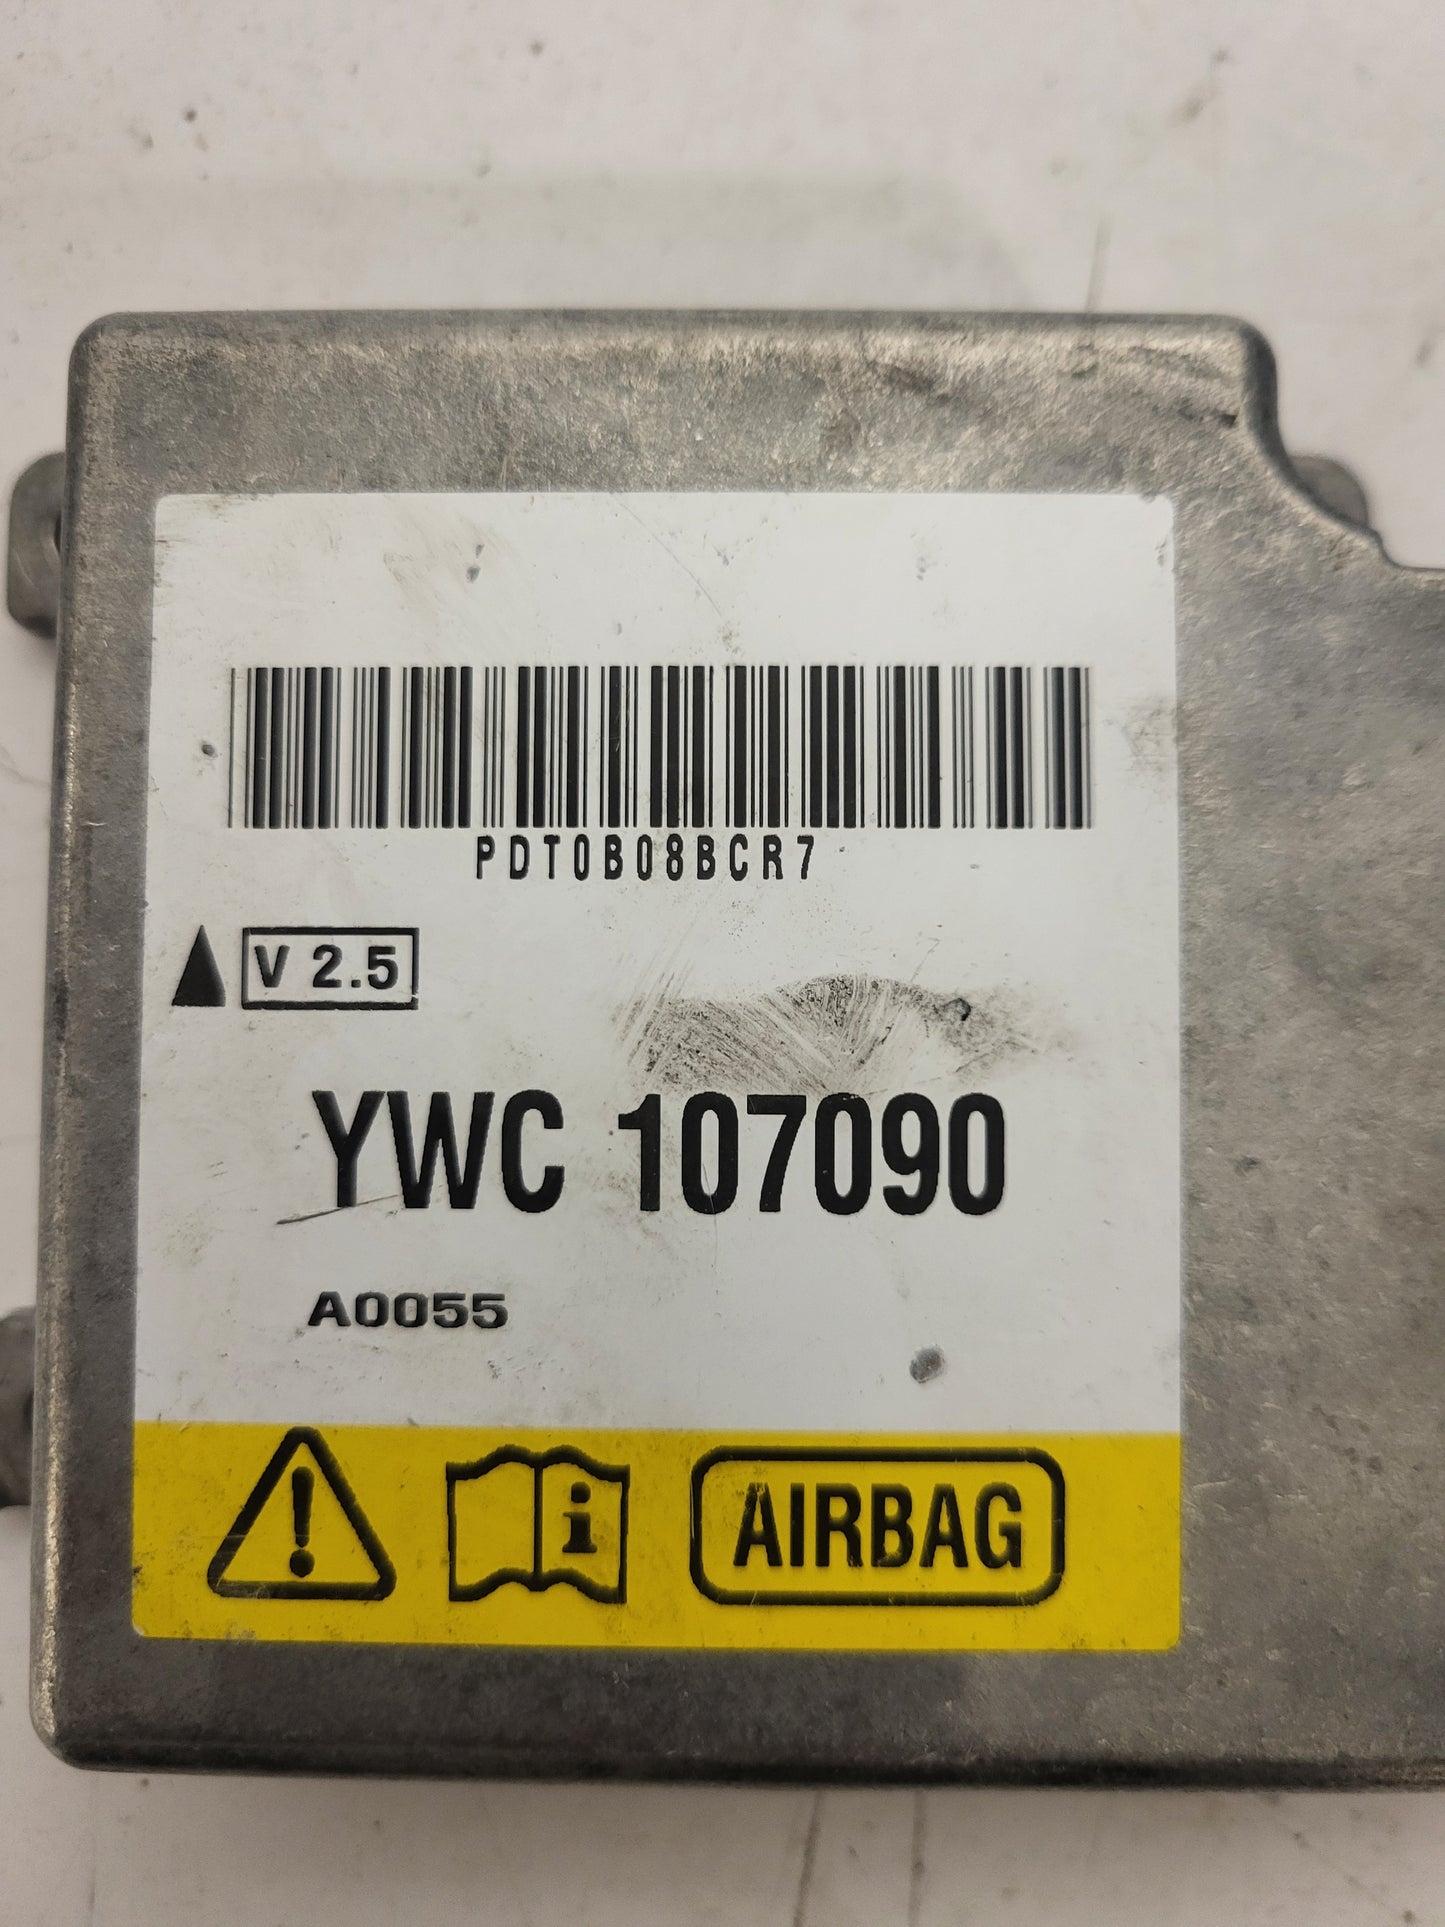 PDT0B08BCR7
V 2.5
YWC 107090
A0055
AIRBAG